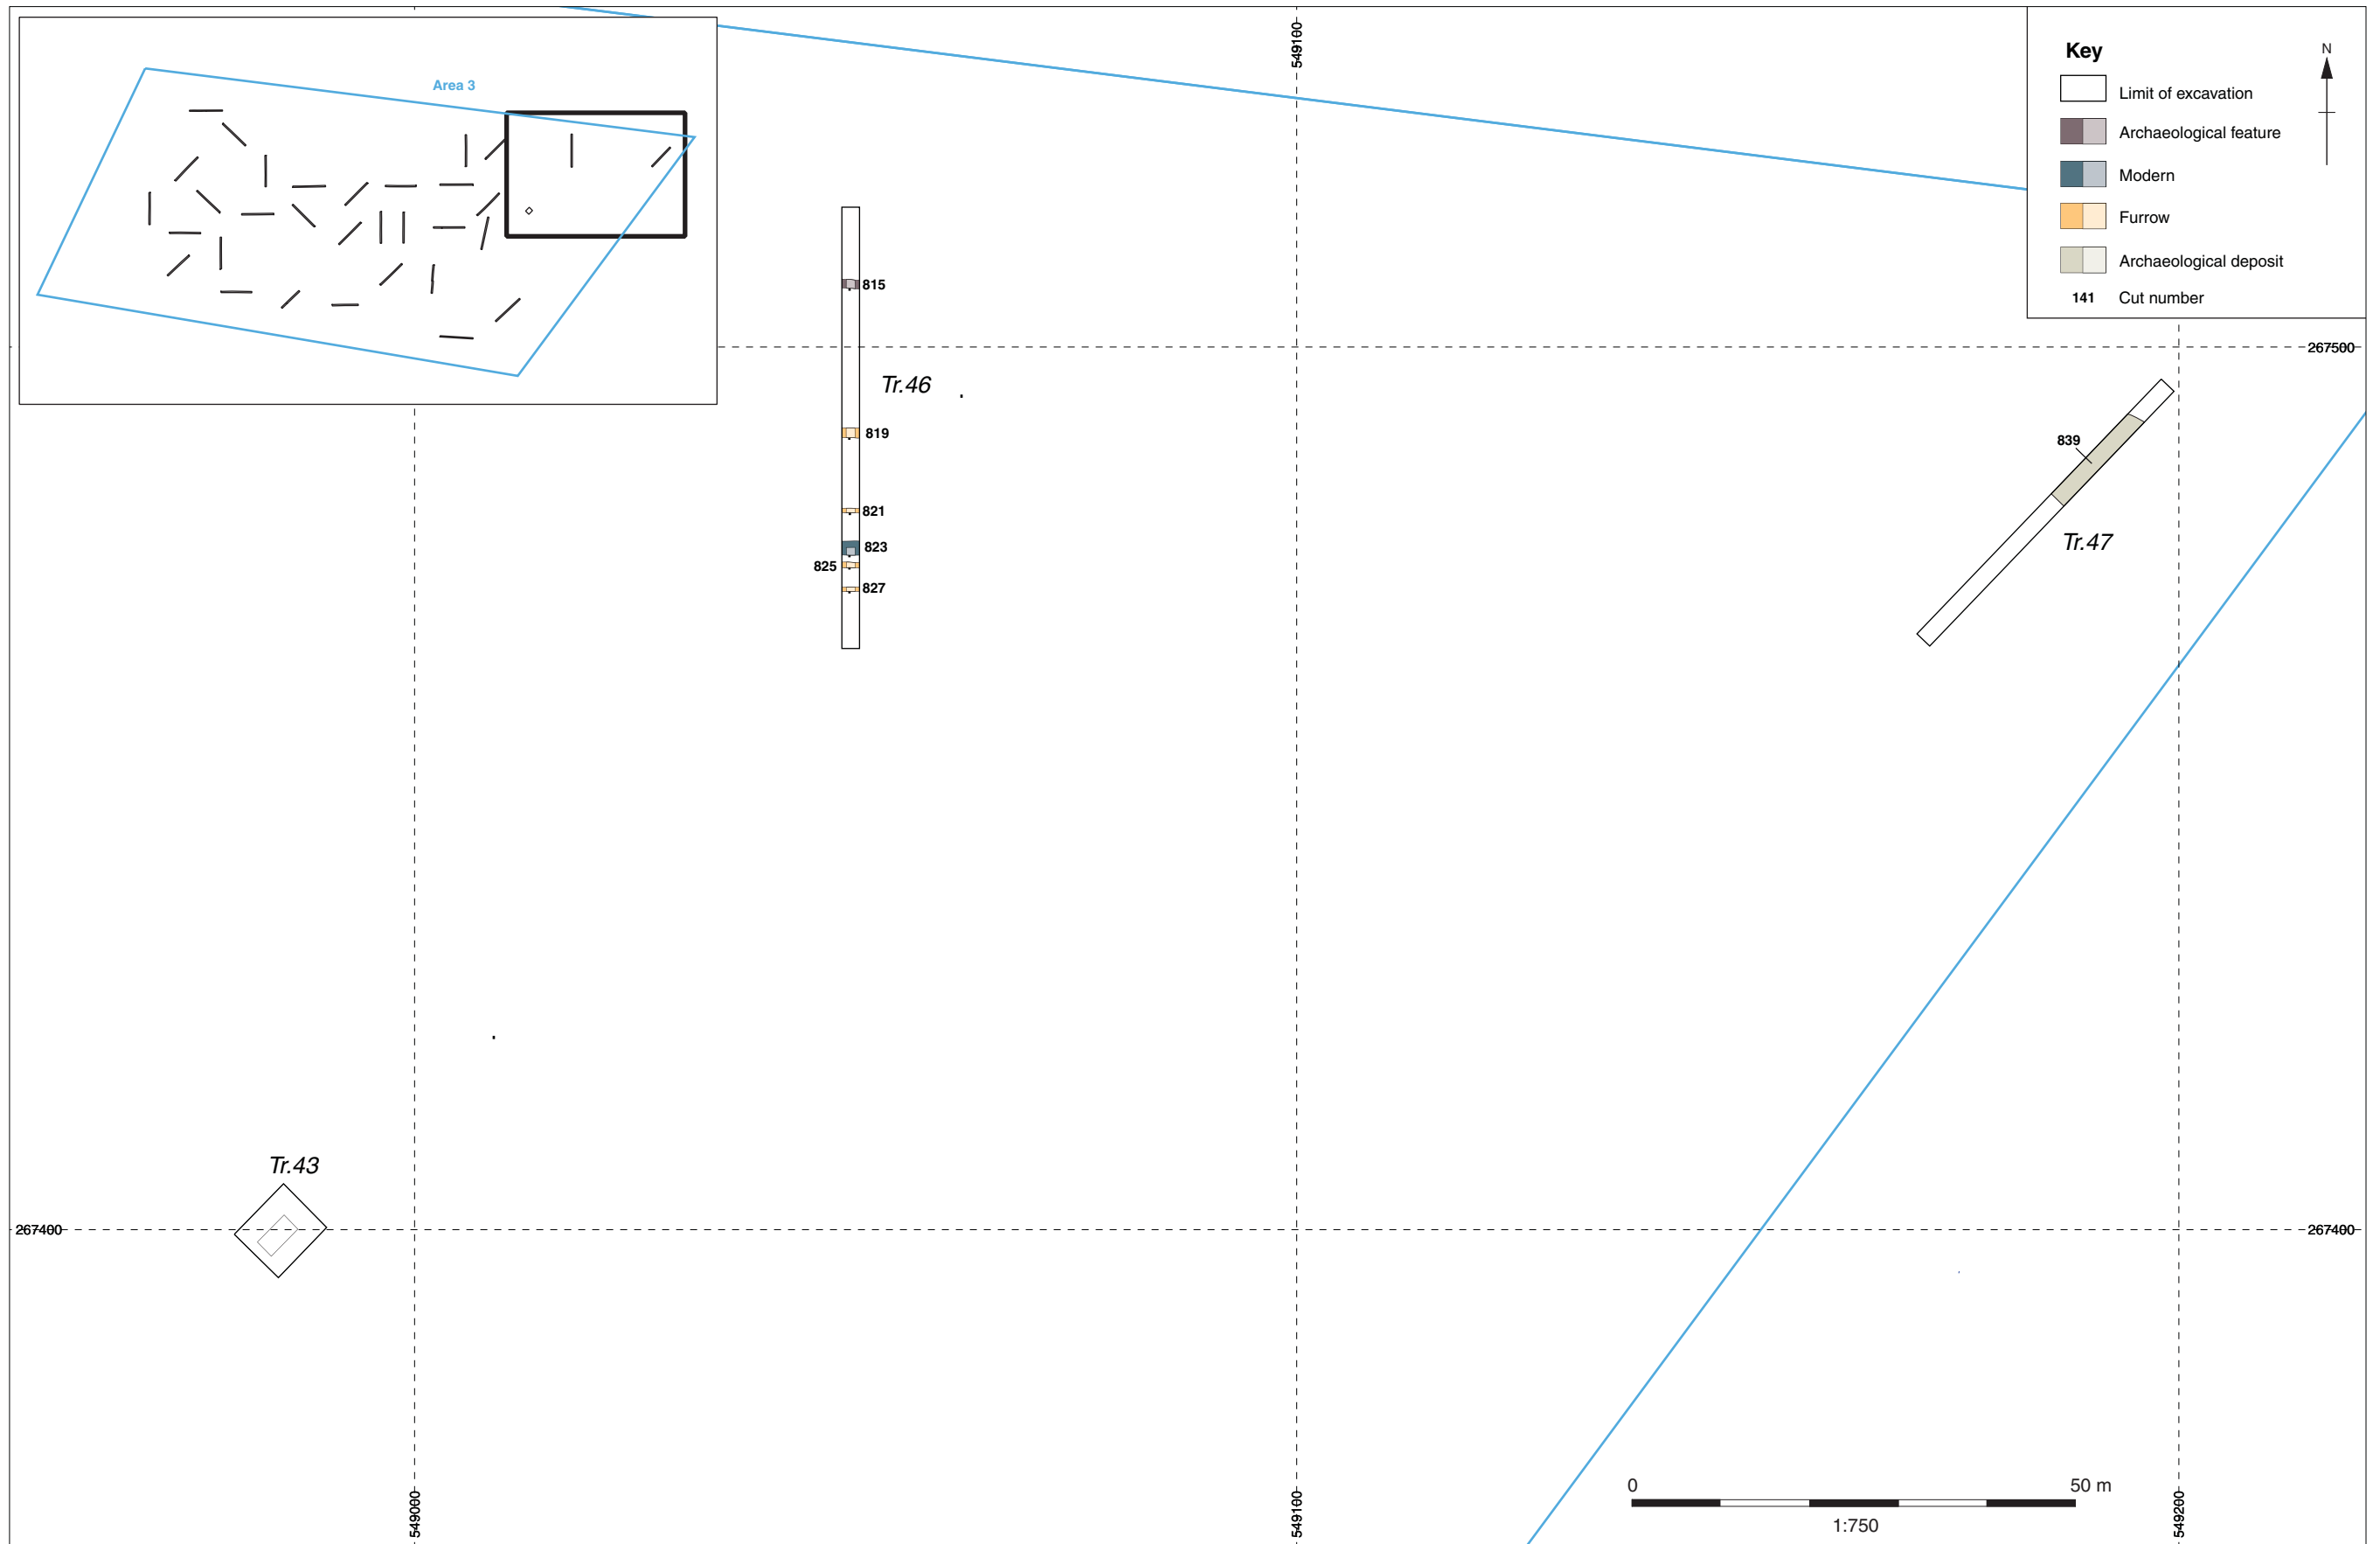 Area 3
549100
Key
N
Limit of excavation
Archaeological feature
Modern
Furrow
Archaeological deposit
141 Cut number
815
267500
Tr.46
819
839
821
Tr.47
823
825
827
Tr.43
267400
267400
0 50 m
1:750
549000
549100
549200